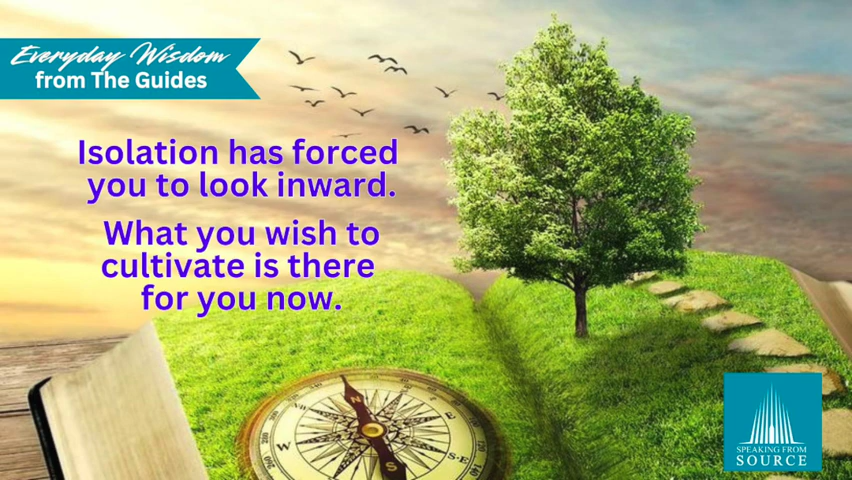 Everyday Wisdom
from The Guides
Isolation has forced
you to look inward.
What you wish to
cultivate is there
for you now.
N
E
W
S-E
S
SPEAKING FROM
SOURCE